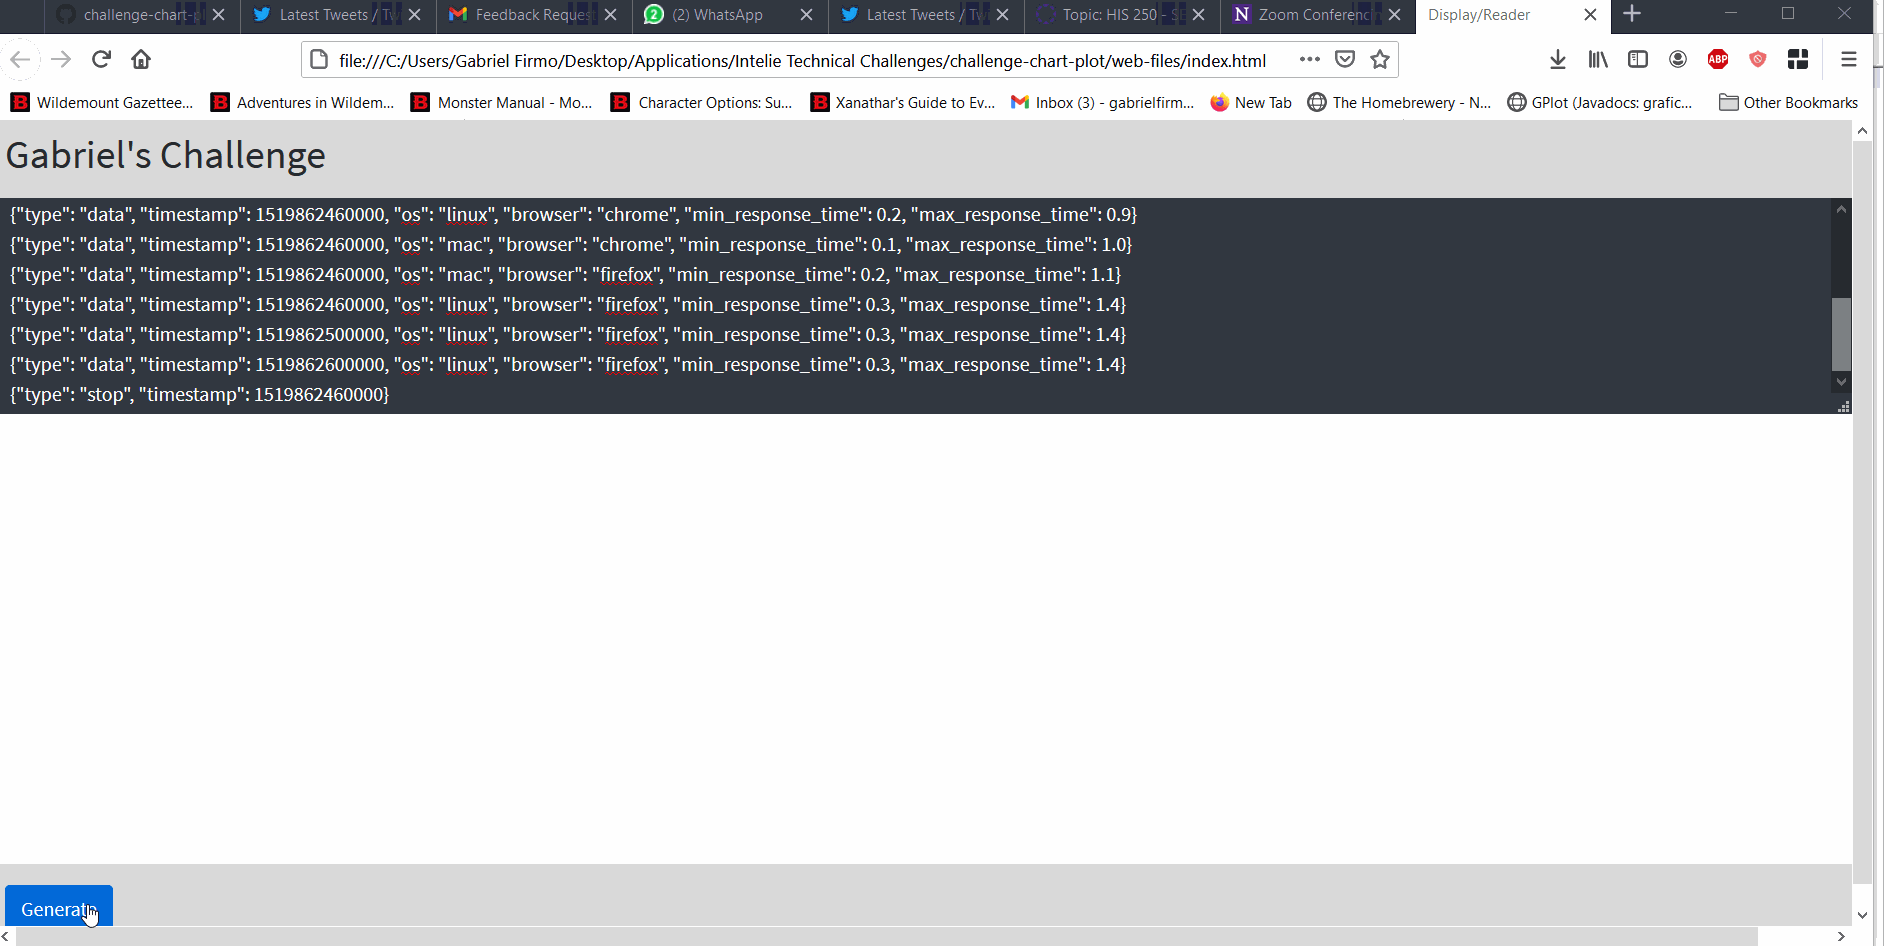 challenge-chart-p
Latest Tweets / Tw
Feedback Request
(2) WhatsApp
Latest Tweets / Tw
Topic: HIS 250 - S
Zoom Conferenc
Display/Reader
file:///C:/Users/Gabriel Firmo/Desktop/Applications/Intelie Technical Challenges/challenge-chart-plot/web-files/index.html
ABP
Wildemount Gazettee...
Adventures in Wildem...
Monster Manual - Mo...
Character Options: Su...
Xanathar's Guide to Ev...
Inbox (3) - gabrielfirm...
New Tab
The Homebrewery - N...
GPlot (Javadocs: grafic...
Other Bookmarks
Gabriel's Challenge
{"type": "data", "timestamp": 1519862460000, "os": "linux", "browser": "chrome", "min_response_time": 0.2, "max_response_time": 0.9}
{"type": "data", "timestamp": 1519862460000, "os": "mac", "browser": "chrome", "min_response_time": 0.1, "max_response_time": 1.0}
{"type": "data", "timestamp": 1519862460000, "os": "mac", "browser": "firefox", "min_response_time": 0.2, "max_response_time": 1.1}
{"type": "data", "timestamp": 1519862460000, "os": "linux", "browser": "firefox", "min_response_time": 0.3, "max_response_time": 1.4}
{"type": "data", "timestamp": 1519862500000, "os": "linux", "browser": "firefox", "min_response_time": 0.3, "max_response_time": 1.4}
{"type": "data", "timestamp": 1519862600000, "os": "linux", "browser": "firefox", "min_response_time": 0.3, "max_response_time": 1.4}
{"type": "stop", "timestamp": 1519862460000}
Generate